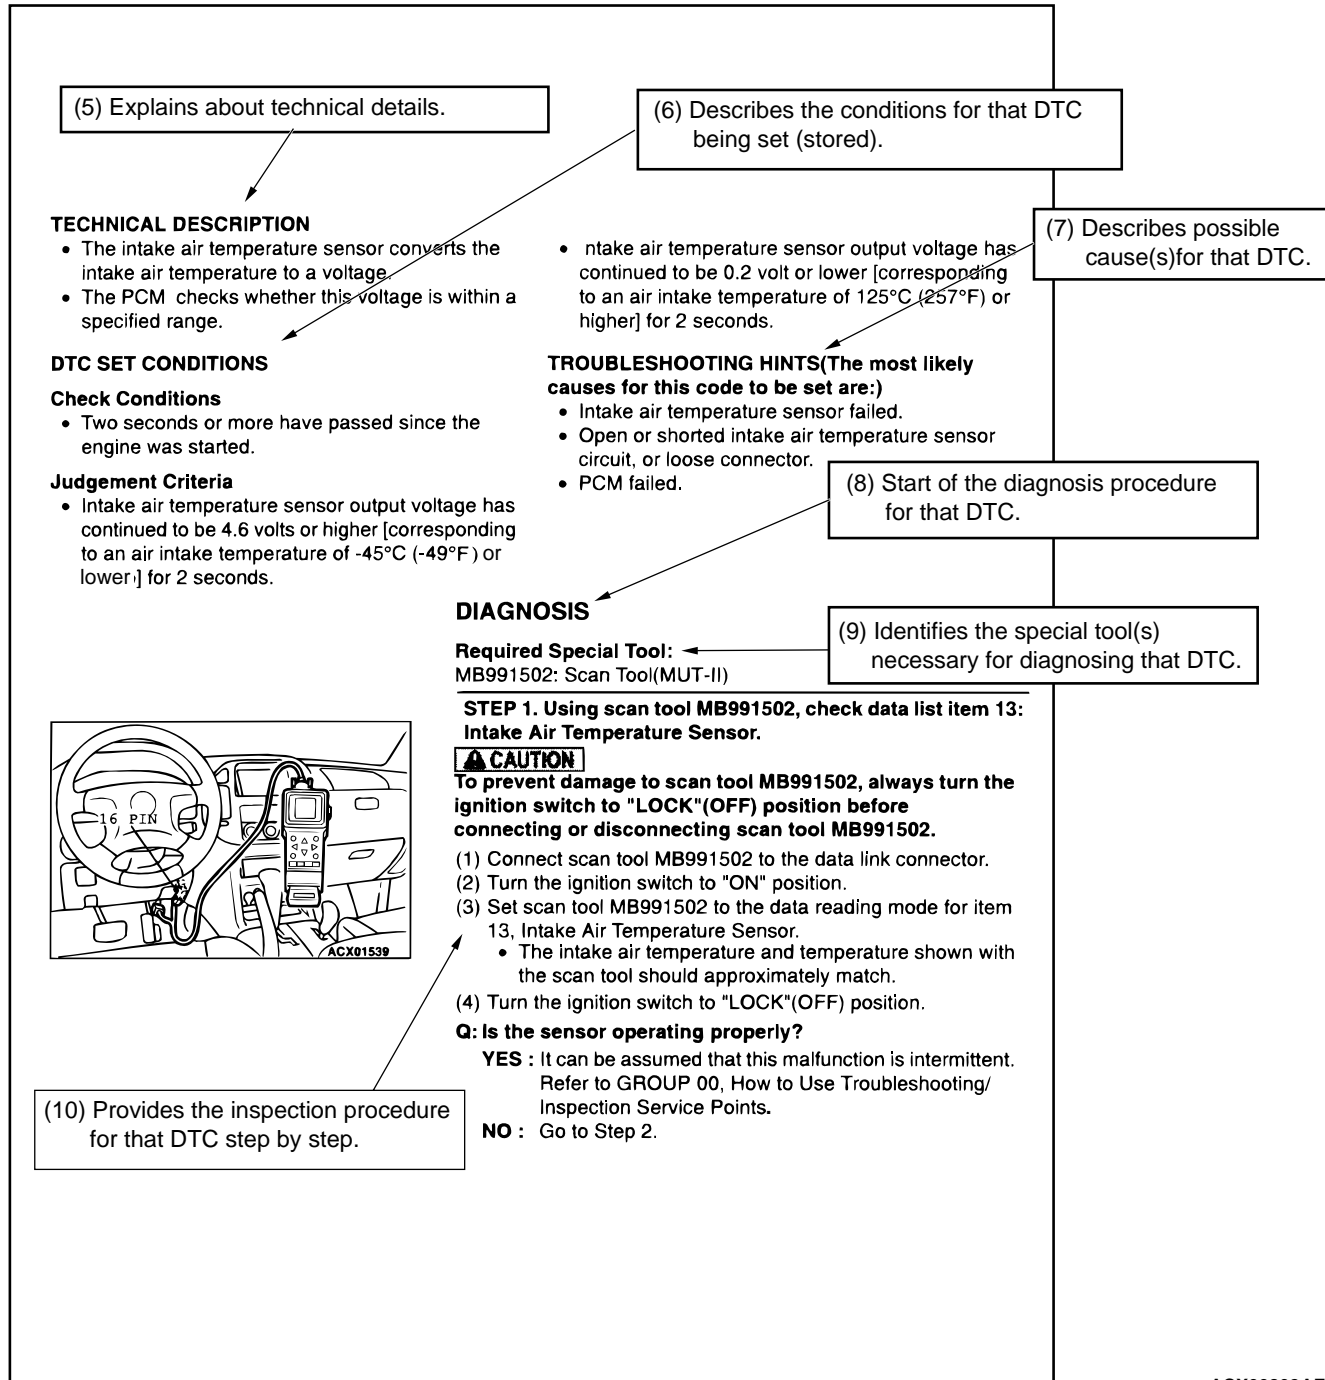 (5) Explains about technical details.
(6) Describes the conditions for that DTC
being set (stored).
(7) Describes possible
cause(s)for that DTC.
TECHNICAL DESCRIPTION
• The intake air temperature sensor converts the
intake air temperature to a voltage.
• The PCM checks whether this voltage is within a
specified range.
DTC SET CONDITIONS
Check Conditions
• Two seconds or more have passed since the
engine was started.
Judgement Criteria
• Intake air temperature sensor output voltage has
continued to be 4.6 volts or higher [corresponding
to an air intake temperature of -45°C (-49°F) or
lower] for 2 seconds.
• ntake air temperature sensor output voltage has
continued to be 0.2 volt or lower [corresponding
to an air intake temperature of 125°C (257°F) or
higher] for 2 seconds.
TROUBLESHOOTING HINTS(The most likely
causes for this code to be set are:)
• Intake air temperature sensor failed.
• Open or shorted intake air temperature sensor
circuit, or loose connector.
• PCM failed.
(8) Start of the diagnosis procedure
for that DTC.
DIAGNOSIS
(9) Identifies the special tool(s)
necessary for diagnosing that DTC.
Required Special Tool:
MB991502: Scan Tool(MUT-II)
STEP 1. Using scan tool MB991502, check data list item 13:
Intake Air Temperature Sensor.
CAUTION
To prevent damage to scan tool MB991502, always turn the
ignition switch to "LOCK"(OFF) position before
connecting or disconnecting scan tool MB991502.
(1) Connect scan tool MB991502 to the data link connector.
(2) Turn the ignition switch to "ON" position.
(3) Set scan tool MB991502 to the data reading mode for item
13, Intake Air Temperature Sensor.
• The intake air temperature and temperature shown with
the scan tool should approximately match.
(4) Turn the ignition switch to "LOCK"(OFF) position.
Q: Is the sensor operating properly?
YES : It can be assumed that this malfunction is intermittent.
Refer to GROUP 00, How to Use Troubleshooting/
Inspection Service Points.
NO : Go to Step 2.
16 PIN
ACX01539
(10) Provides the inspection procedure
for that DTC step by step.